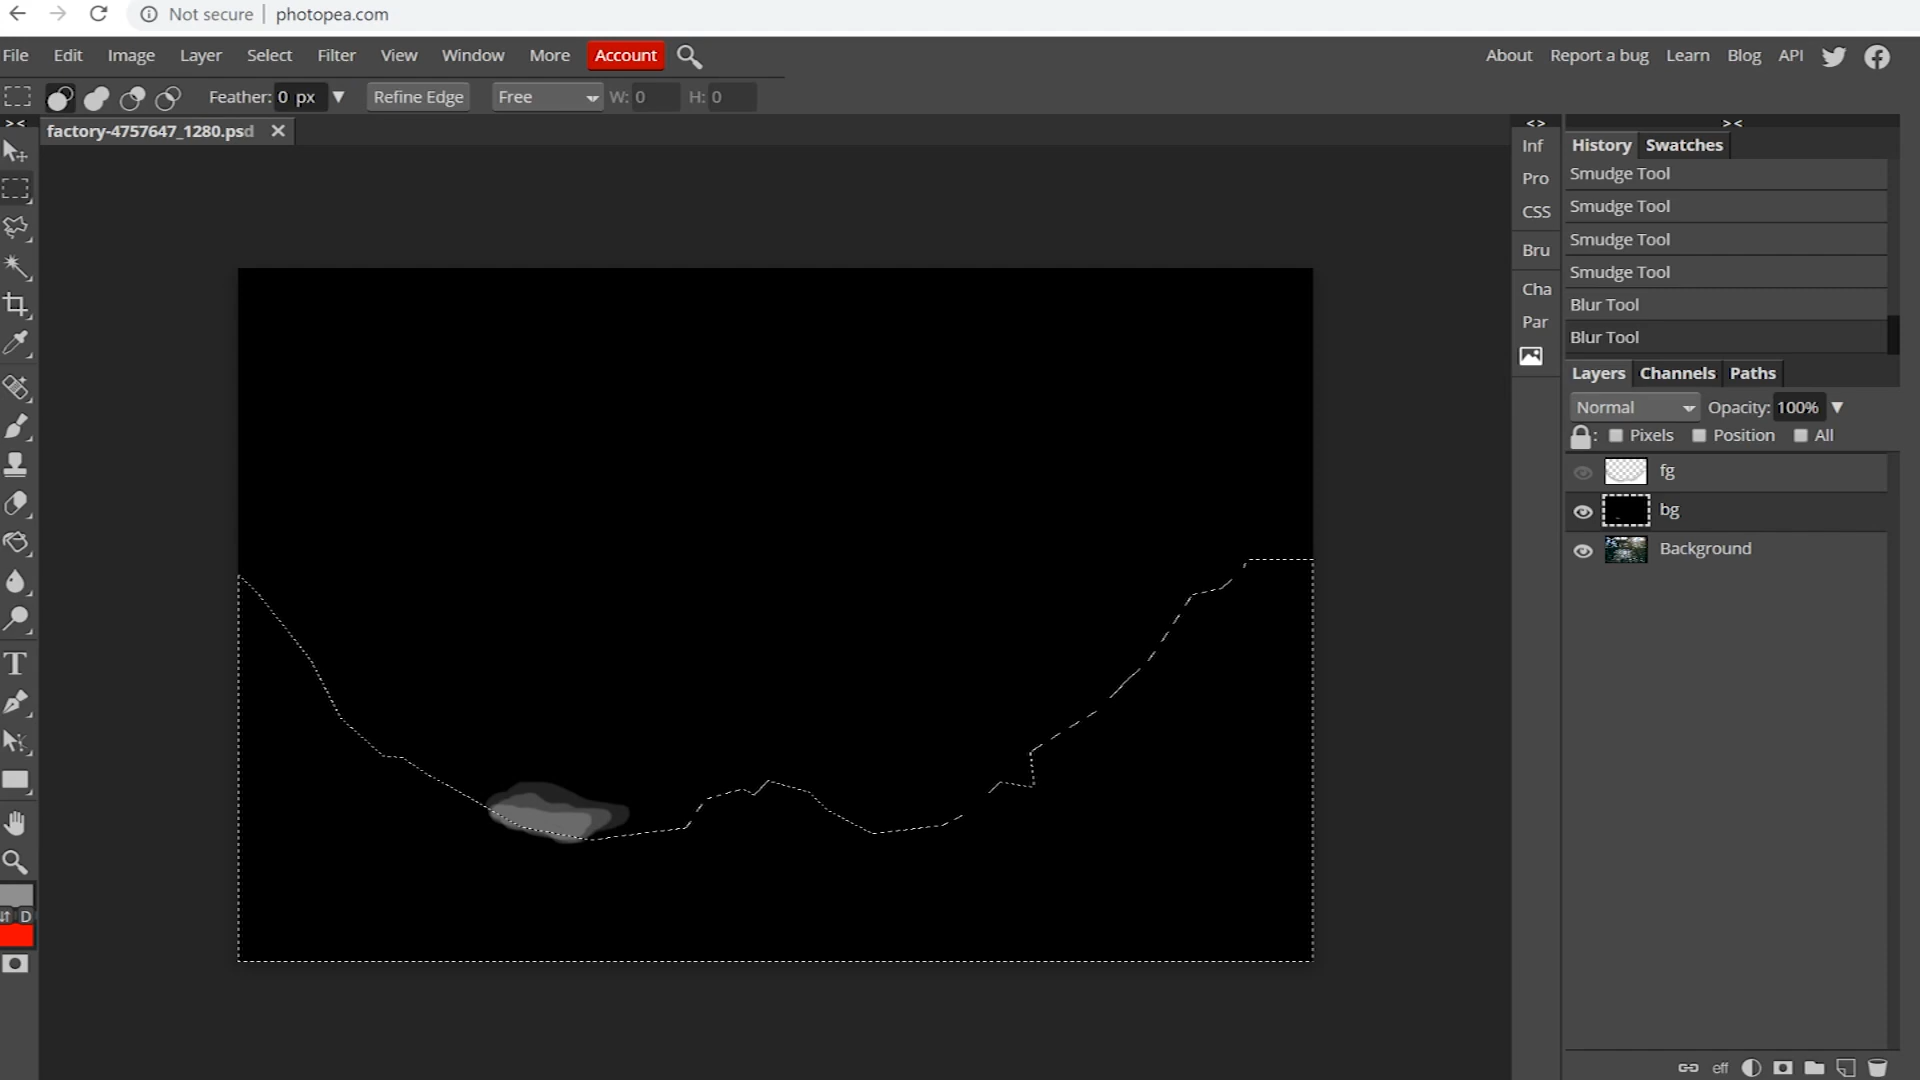 Not secure photopea.com
File Edit Image Layer Select Filter View Window More Account About Report a bug Learn Blog API
Feather: 0 px Refine Edge Free W: 0 H: 0
factory-4757647_1280.psd
Inf
Pro
CSS
Bru
Cha
Par
History Swatches
Smudge Tool
Smudge Tool
Smudge Tool
Smudge Tool
Blur Tool
Blur Tool
Layers Channels Paths
Normal Opacity: 100%
: Pixels Position All
fg
bg
Background
T
D
eff